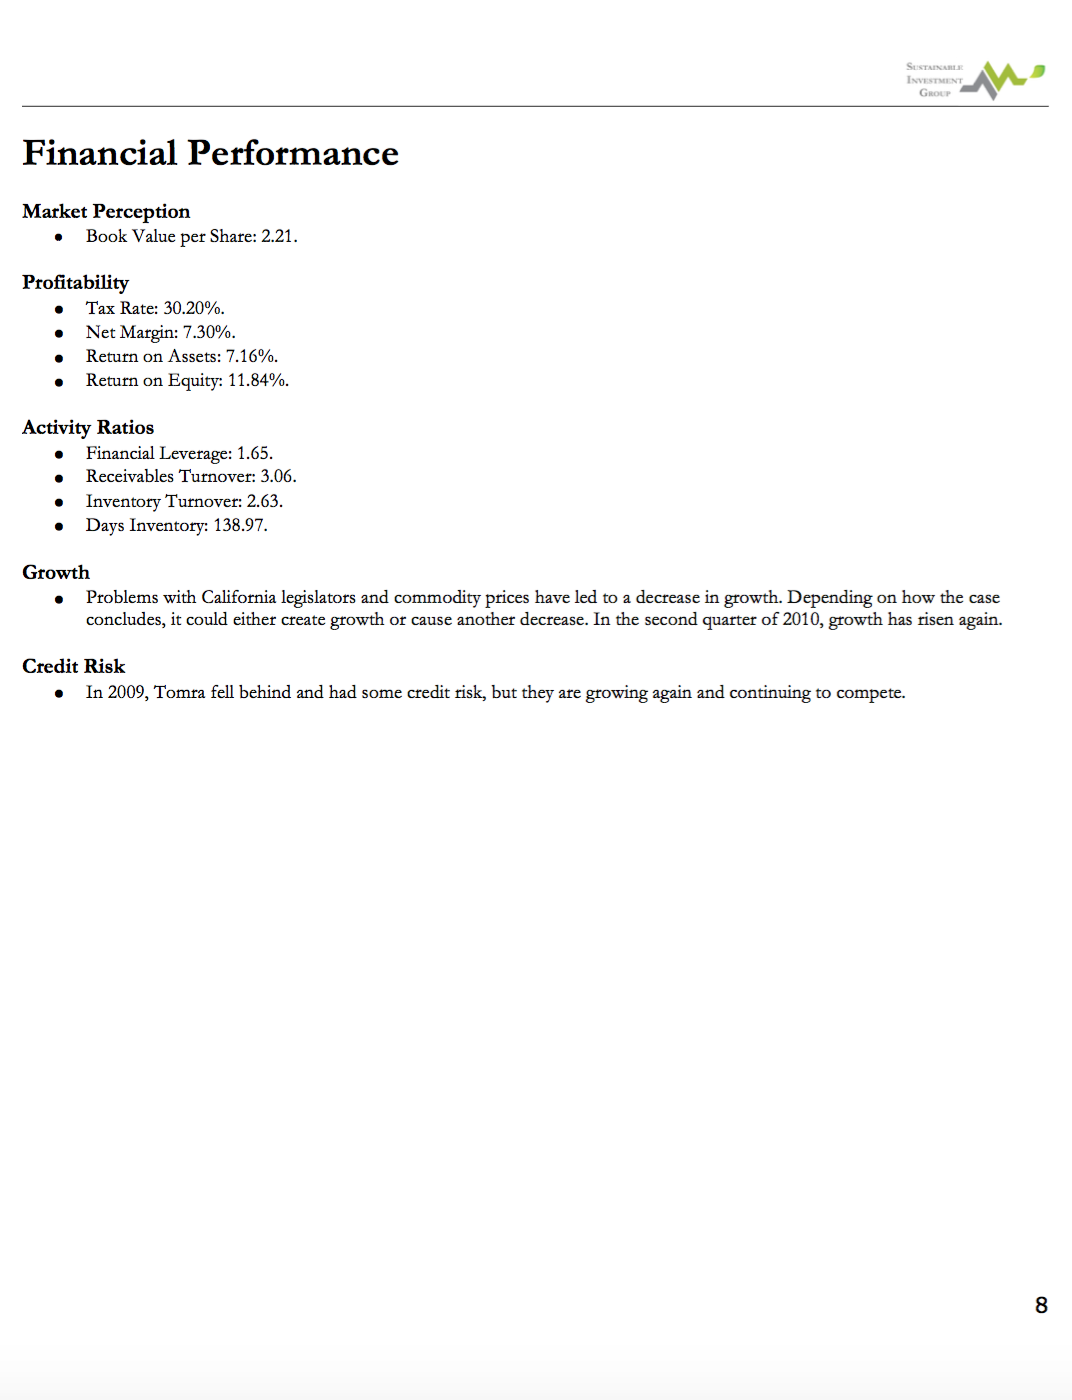 SUSTAINABLE
INVESTMENT
GROUP
Financial Performance
Market Perception
● Book Value per Share: 2.21.
Profitability
● Tax Rate: 30.20%.
● Net Margin: 7.30%.
● Return on Assets: 7.16%.
● Return on Equity: 11.84%.
Activity Ratios
● Financial Leverage: 1.65.
● Receivables Turnover: 3.06.
● Inventory Turnover: 2.63.
● Days Inventory: 138.97.
Growth
● Problems with California legislators and commodity prices have led to a decrease in growth. Depending on how the case
concludes, it could either create growth or cause another decrease. In the second quarter of 2010, growth has risen again.
Credit Risk
● In 2009, Tomra fell behind and had some credit risk, but they are growing again and continuing to compete.
8